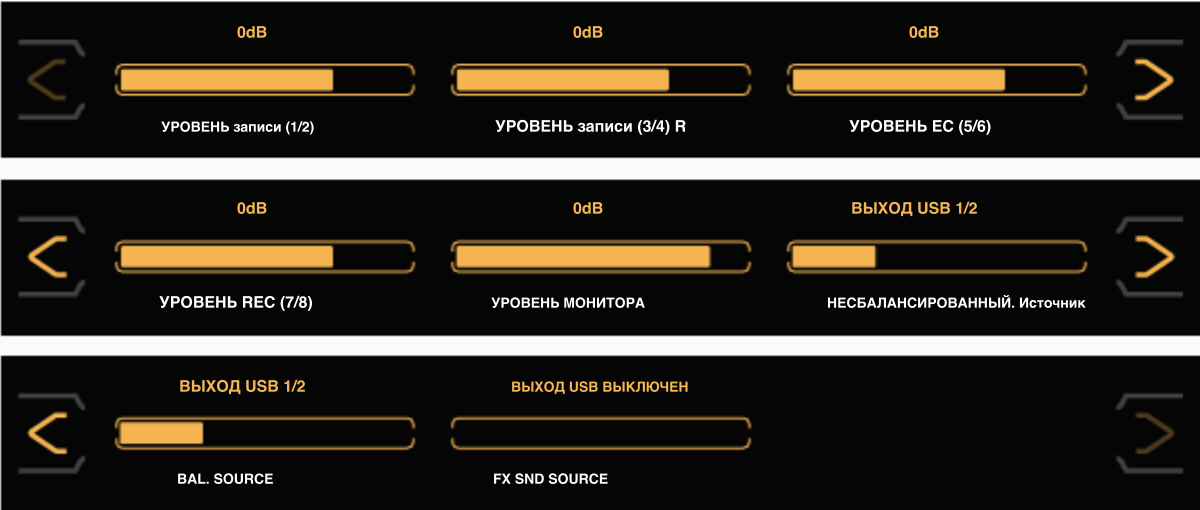 0dB 0dB 0dB
УРОВЕНЬ записи (1/2) УРОВЕНЬ записи (3/4) R УРОВЕНЬ ЕС (5/6)
0dB 0dB ВЫХОД USB 1/2
УРОВЕНЬ REC (7/8) УРОВЕНЬ МОНИТОРА НЕСБАЛАНСИРОВАННЫЙ. Источник
ВЫХОД USB 1/2 ВЫХОД USB ВЫКЛЮЧЕН
BAL. SOURCE FX SND SOURCE